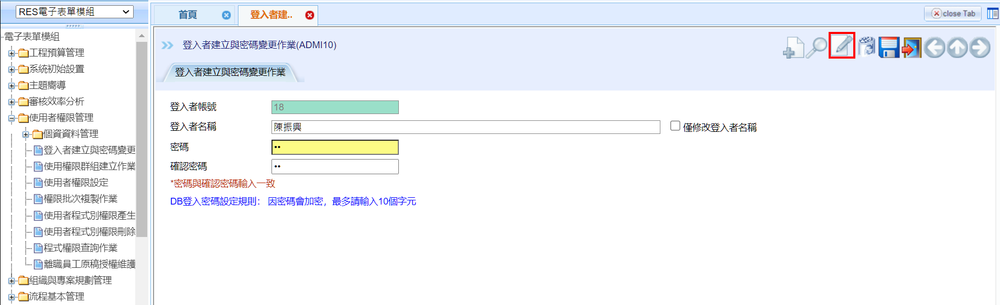 RES電子表單模組
首頁
登入者建..
close Tab
電子表單模組
工程預算管理
系統初始設置
主題嚮導
審核效率分析
使用者權限管理
個資資料管理
登入者建立與密碼變更
使用權限群組建立作業
使用者權限設定
權限批次複製作業
使用者程式別權限產生
使用者程式別權限刪除
程式權限查詢作業
離職員工原稿授權維護
組織與專案規劃管理
流程基本管理
登入者建立與密碼變更作業(ADMI10)
登入者建立與密碼變更作業
登入者帳號 18
登入者名稱 陳振興 僅修改登入者名稱
密碼 ••
確認密碼 ••
*密碼與確認密碼輸入一致
DB登入密碼設定規則： 因密碼會加密，最多請輸入10個字元